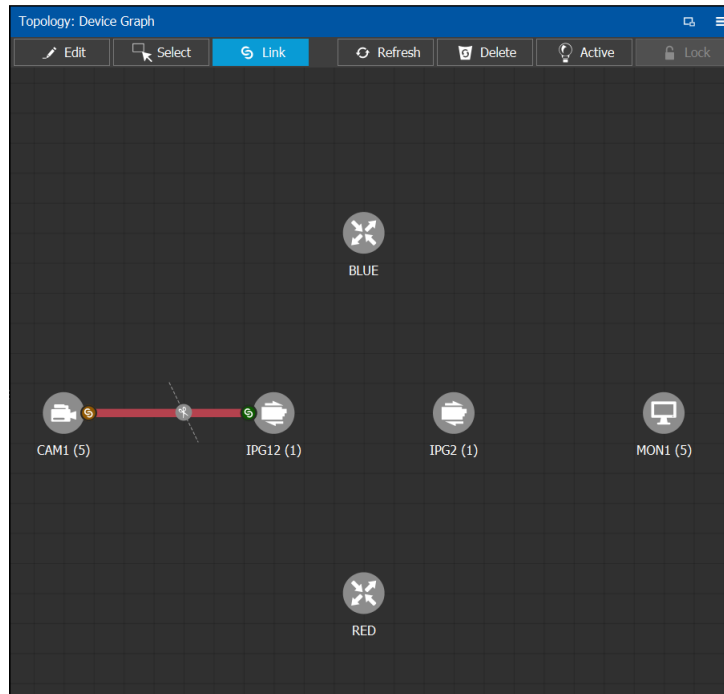 Topology: Device Graph
Edit Select Link Refresh Delete Active Lock
BLUE
CAM1 (5) IPG12 (1) IPG2 (1) MON1 (5)
RED